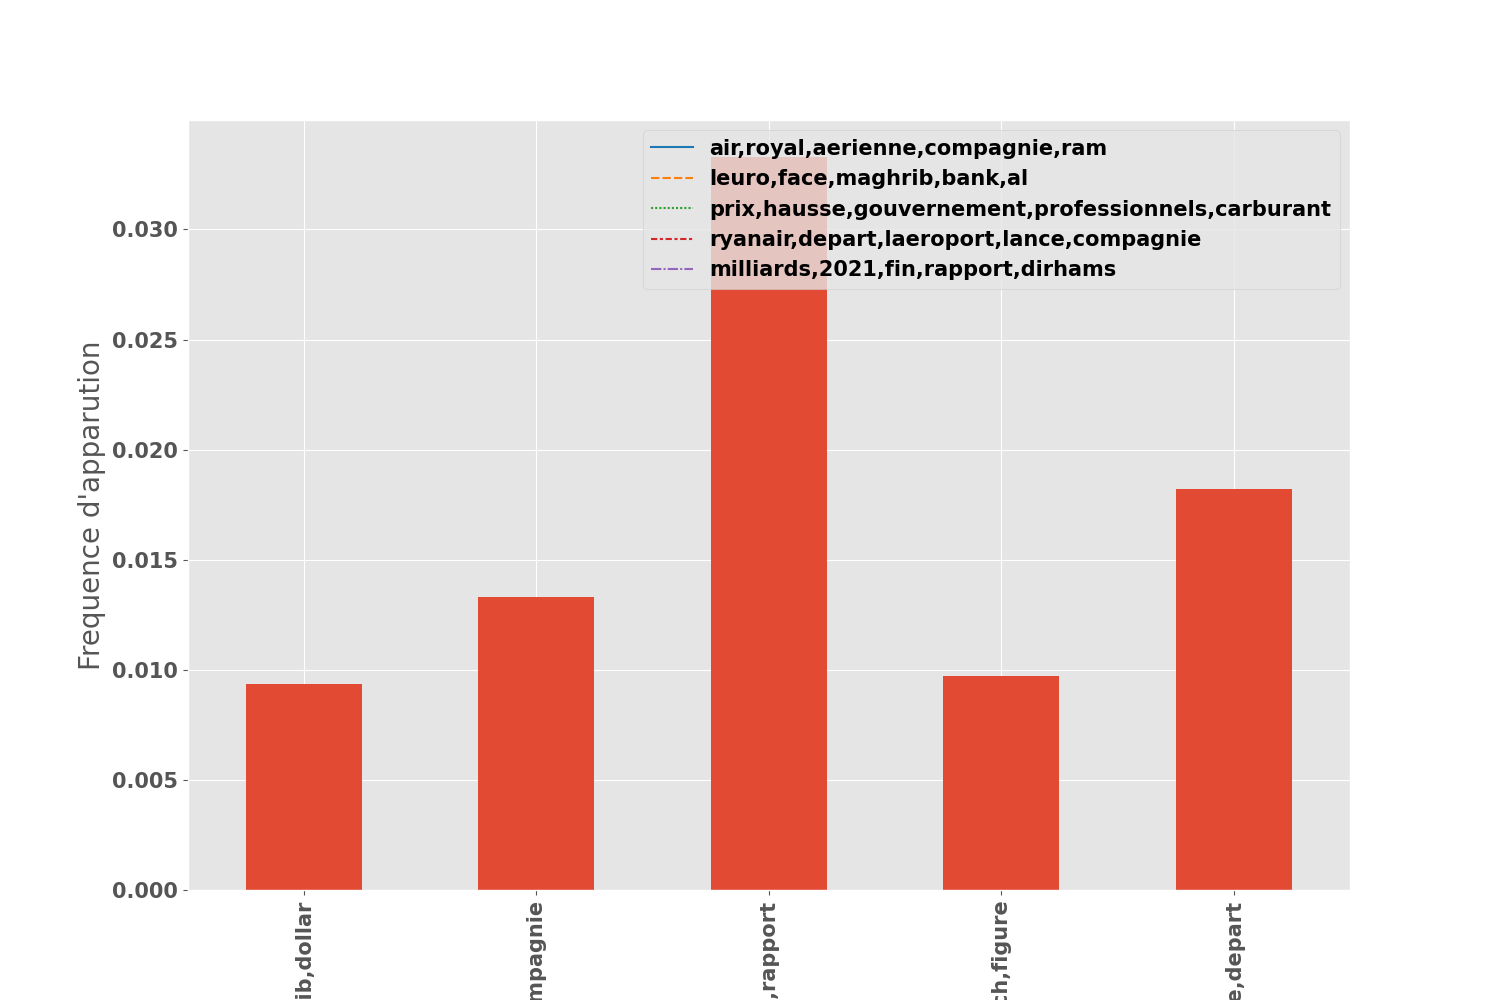 air,royal,aerienne,compagnie,ram
leuro,face,maghrib,bank,al
prix,hausse,gouvernement,professionnels,carburant
ryanair,depart,laeroport,lance,compagnie
milliards,2021,fin,rapport,dirhams
Frequence d'apparution
0.030
0.025
0.020
0.015
0.010
0.005
0.000
ib,dollar
mpagnie
,rapport
ch,figure
e,depart